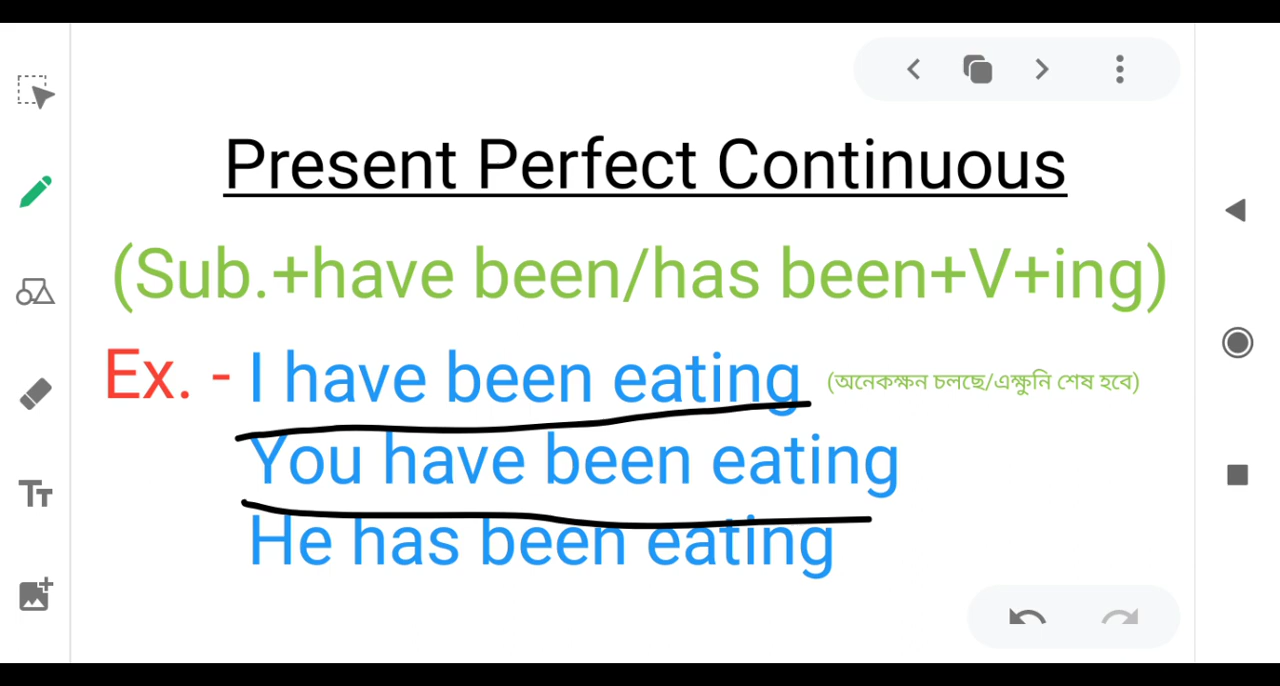 Present Perfect Continuous
(Sub.+have been/has been+V+ing)
Ex. - I have been eating (অনেকক্ষন চলছে/এক্ষুনি শেষ হবে)
You have been eating
He has been eating
Tт